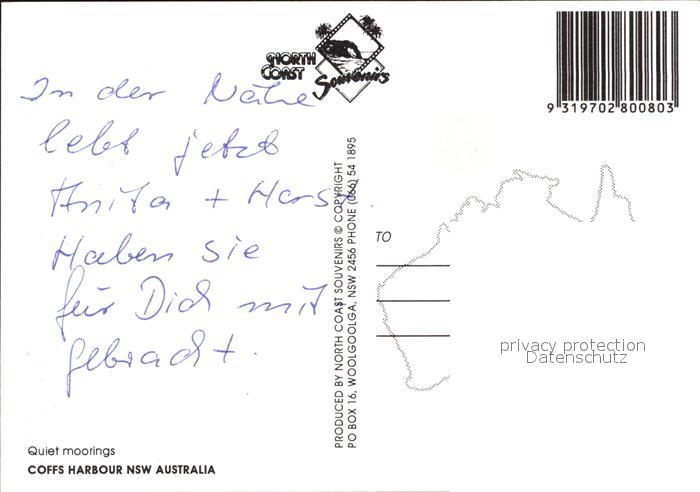 NORTH
COAST
Souvenirs
9 319702 800803
In der Nähe
lebt jetzt
Anita + Horst.
Haben sie
für Dich mit
gebracht.
PRODUCED BY NORTH COAST SOUVENIRS © COPYRIGHT
PO BOX 16, WOOLGOOLGA, NSW 2456 PHONE (066) 54 1895
TO
privacy protection
Datenschutz
Quiet moorings
COFFS HARBOUR NSW AUSTRALIA